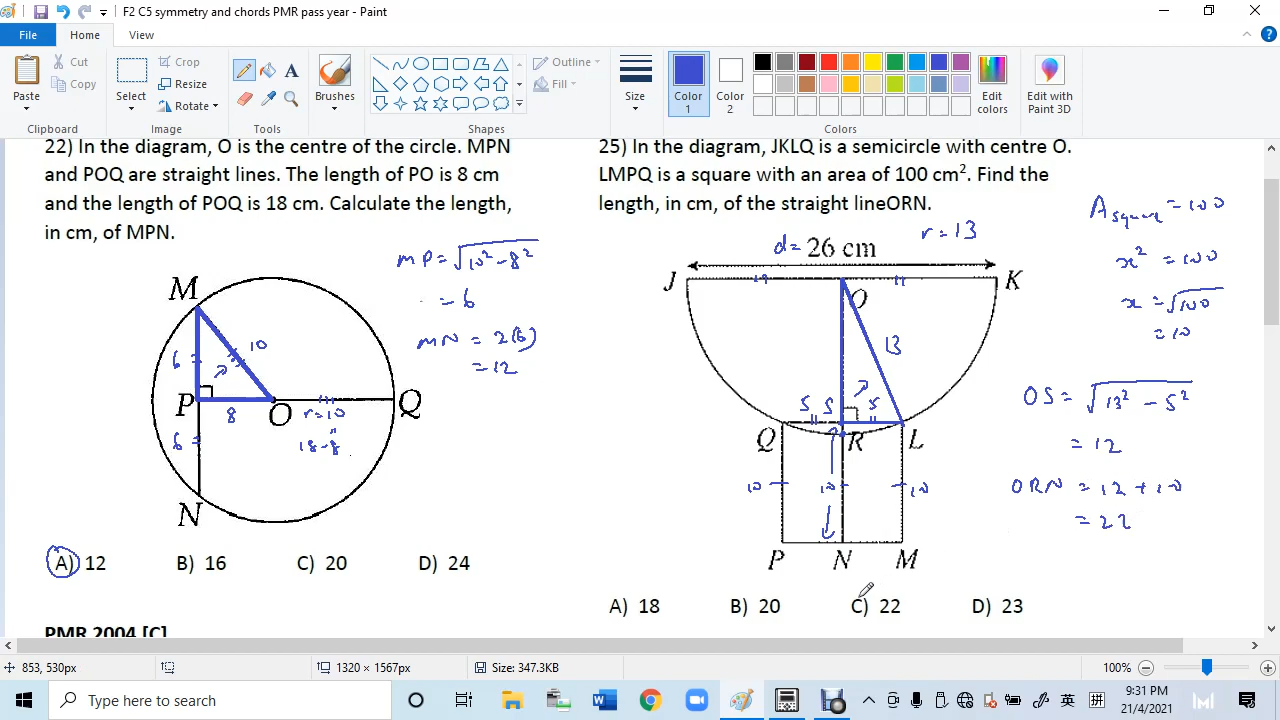 F2 C5 symmetry and chords PMR pass year - Paint
File
Home
View
Paste
Cut
Copy
Clipboard
Select
Crop
Resize
Rotate
Image
A
Tools
Brushes
Outline
Fill
Shapes
Size
Color
1
Color
2
Edit
colors
Colors
Edit with
Paint 3D
22) In the diagram, O is the centre of the circle. MPN
and POQ are straight lines. The length of PO is 8 cm
and the length of POQ is 18 cm. Calculate the length,
in cm, of MPN.
MP = √10² - 8²
= 6
MN = 2(6)
= 12
M
10
6
P
8
O
r = 10
18 - 8
Q
6
N
A) 12 B) 16 C) 20 D) 24
PMR 2004 [C]
25) In the diagram, JKLQ is a semicircle with centre O.
LMPQ is a square with an area of 100 cm². Find the
length, in cm, of the straight lineORN.
A square = 100
x² = 100
x = √100
= 10
d = 26 cm
r = 13
J
K
O
13
5
5
5
Q
R
L
10
10
10
P
N
M
OS = √13² - 5²
= 12
ORN = 12 + 10
= 22
A) 18 B) 20 C) 22 D) 23
853, 530px
1320 × 1567px
Size: 347.3KB
100%
Type here to search
英
拼
9:31 PM
21/4/2021